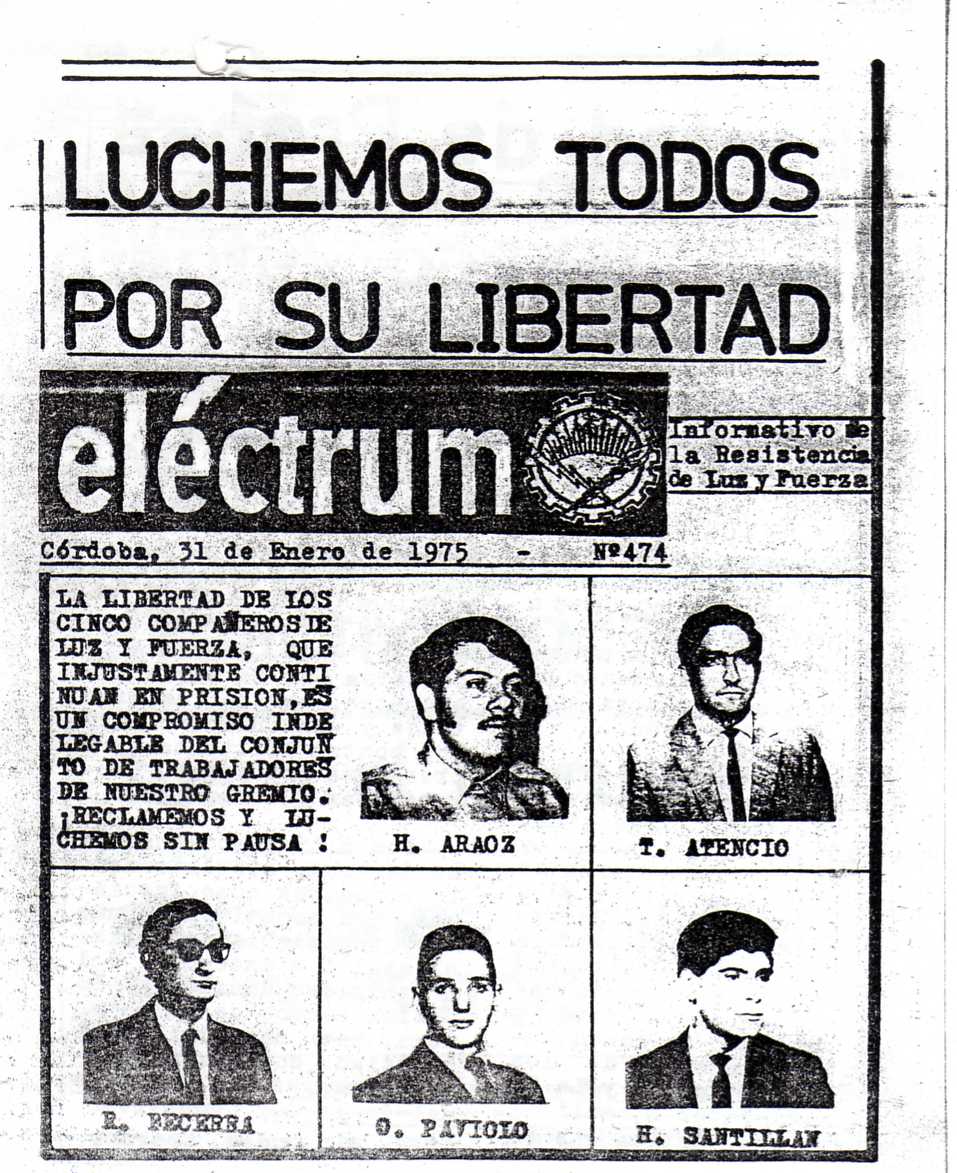 LUCHEMOS TODOS
POR SU LIBERTAD
eléctrum
Informativo de
la Resistencia
de Luz y Fuerza
Córdoba, 31 de Enero de 1975 - Nº474
LA LIBERTAD DE LOS
CINCO COMPAÑEROS DE
LUZ Y FUERZA, QUE
INJUSTAMENTE CONTI
NUAN EN PRISION, ES
UN COMPROMISO INDE
LEGABLE DEL CONJUN
TO DE TRABAJADORES
DE NUESTRO GREMIO.
¡RECLAMEMOS Y LU-
CHEMOS SIN PAUSA !
H. ARAOZ
T. ATENCIO
R. BECERRA
O. PAVIOLO
H. SANTILLAN